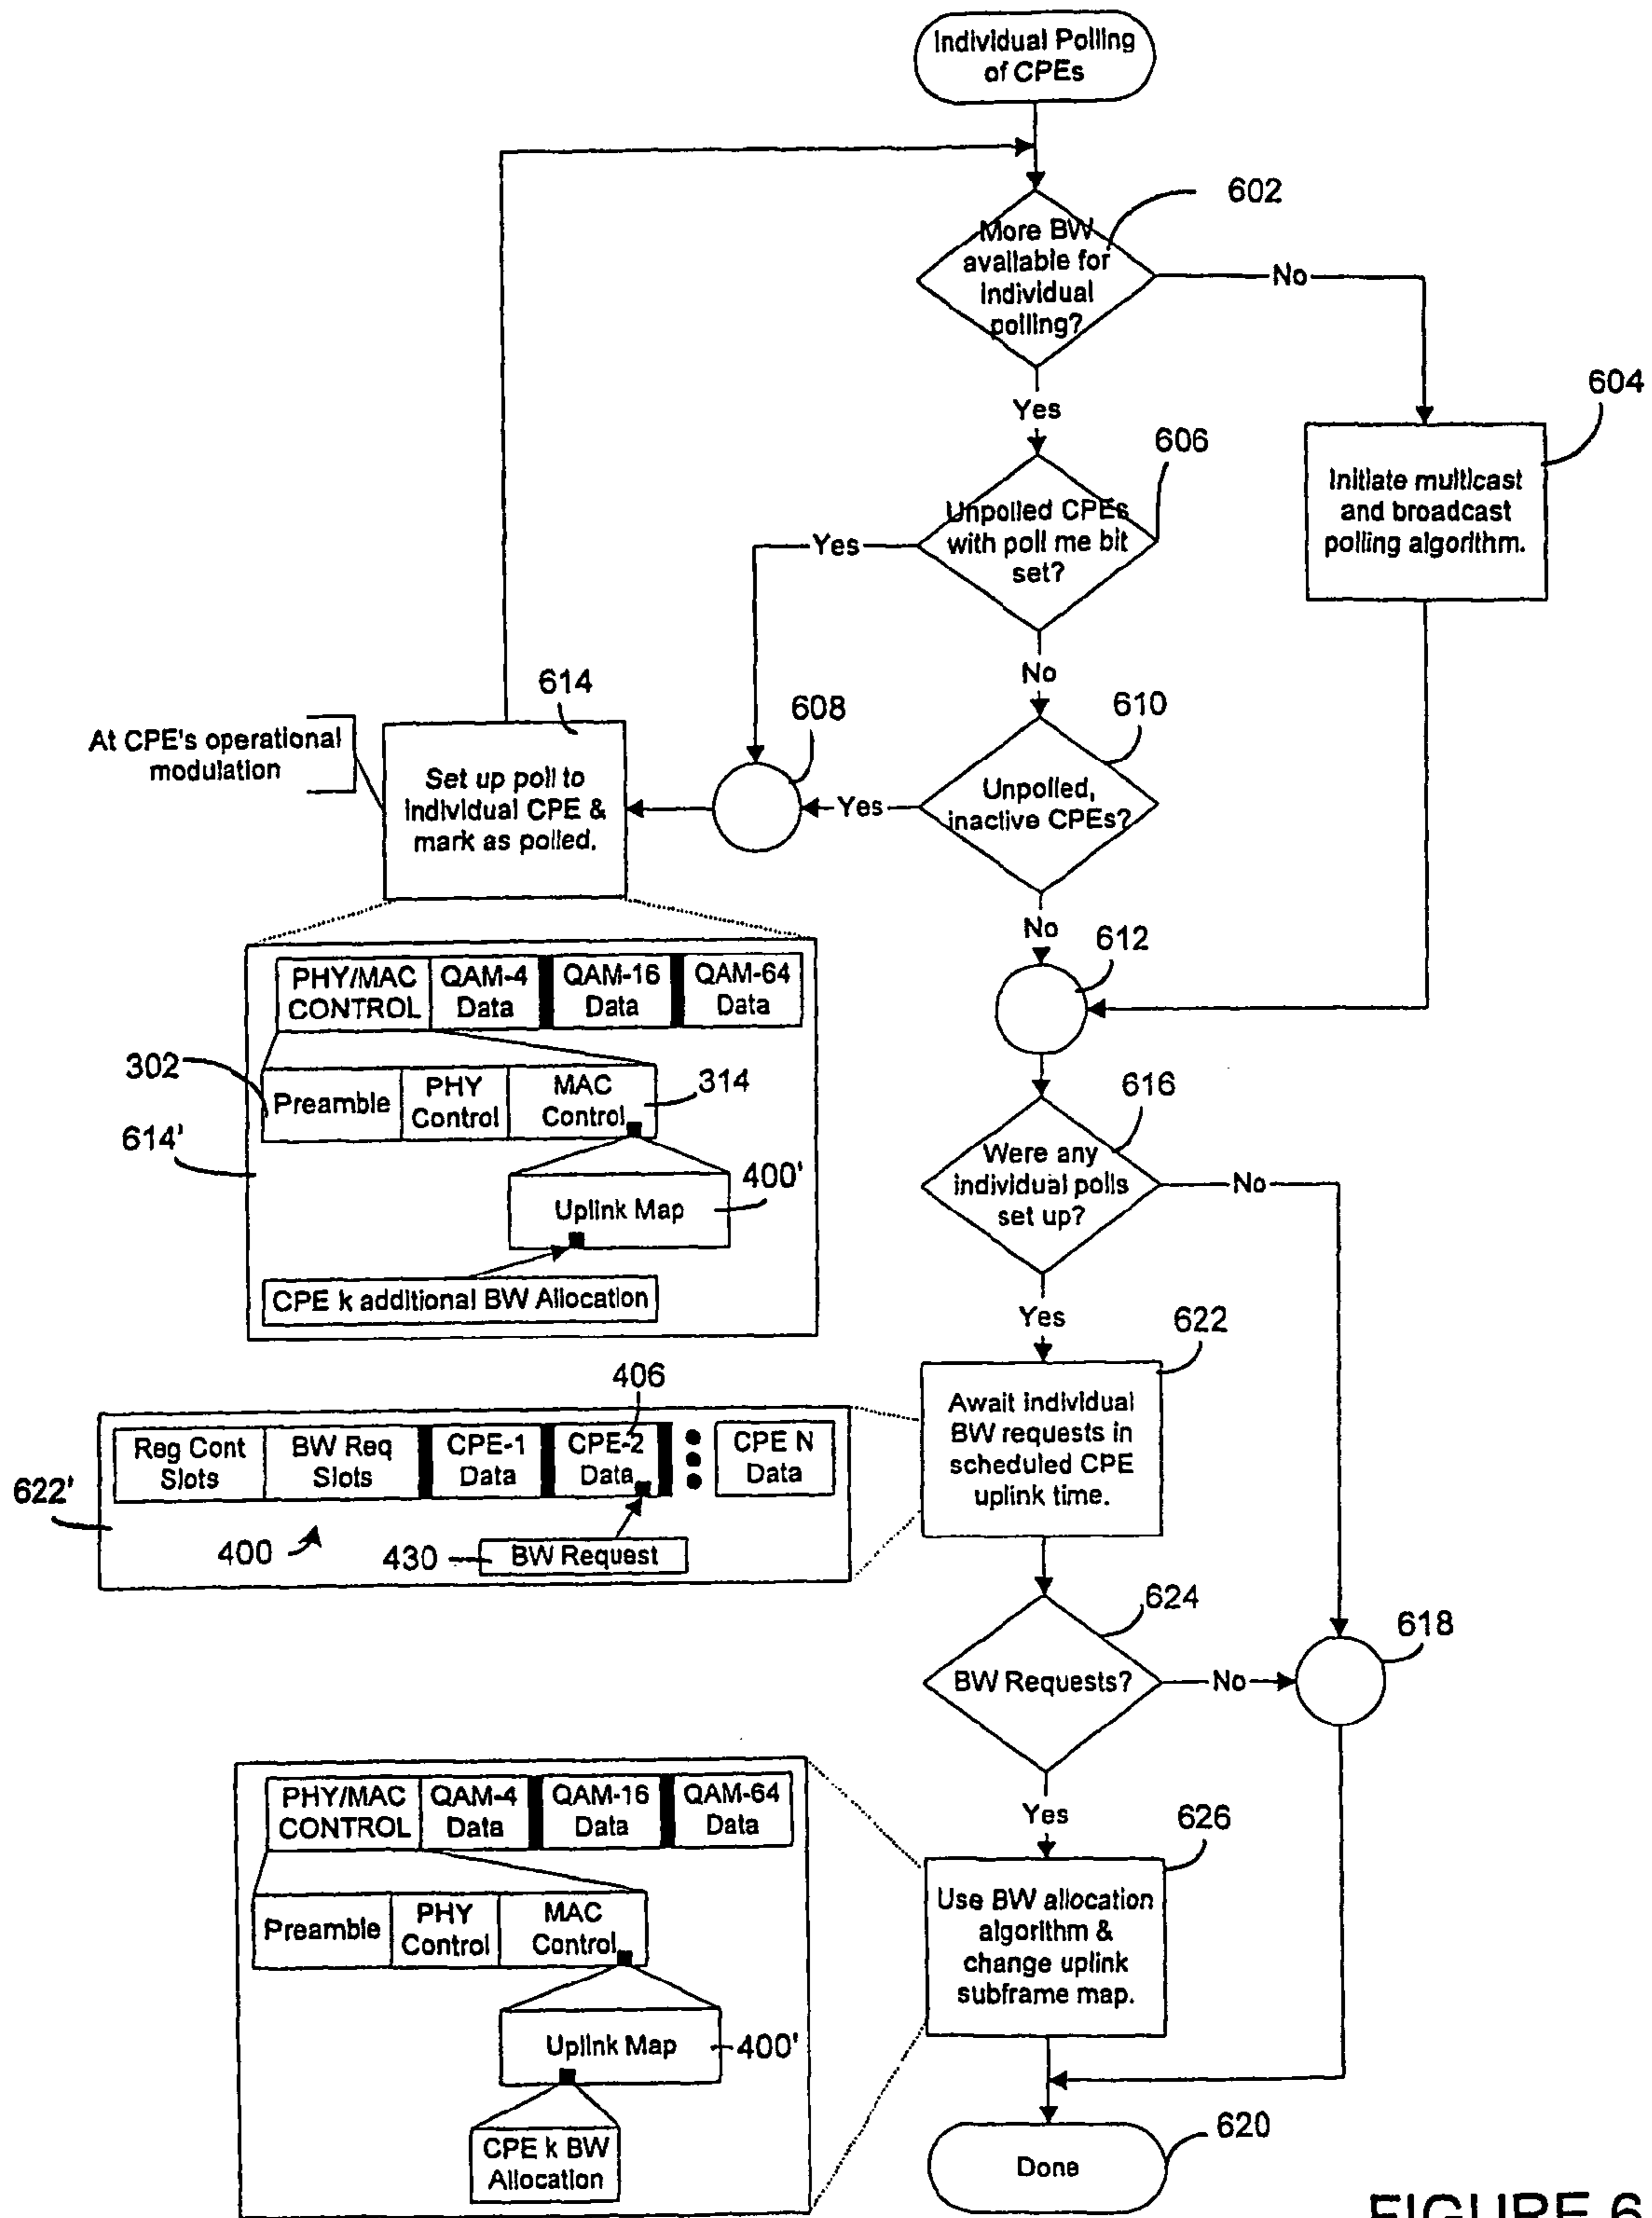 Individual Polling
of CPEs
602
More BW
available for
individual
polling?
No
604
Yes
606
Initiate multicast
and broadcast
polling algorithm.
Unpolled CPEs
with poll me bit
set?
Yes
No
614
608
610
At CPE's operational
modulation
Set up poll to
individual CPE &
mark as polled.
Yes
Unpolled,
inactive CPEs?
No
612
PHY/MAC
CONTROL
QAM-4
Data
QAM-16
Data
QAM-64
Data
302
Preamble
PHY
Control
MAC
Control
314
614'
Uplink Map
400'
CPE k additional BW Allocation
616
Were any
individual polls
set up?
No
Yes
622
406
Reg Cont
Slots
BW Req
Slots
CPE-1
Data
CPE-2
Data
CPE N
Data
622'
400
430
BW Request
Await individual
BW requests in
scheduled CPE
uplink time.
624
BW Requests?
No
618
Yes
626
PHY/MAC
CONTROL
QAM-4
Data
QAM-16
Data
QAM-64
Data
Preamble
PHY
Control
MAC
Control
Uplink Map
400'
CPE k BW
Allocation
Use BW allocation
algorithm &
change uplink
subframe map.
620
Done
FIGURE 6